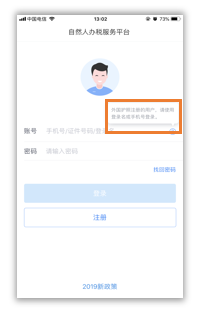 中国电信 13:02 73%
自然人办税服务平台
外国护照注册的用户，请使用
登录名或手机号登录。
账号 手机号/证件号码/登录名
密码 请输入密码
找回密码
登录
注册
2019新政策